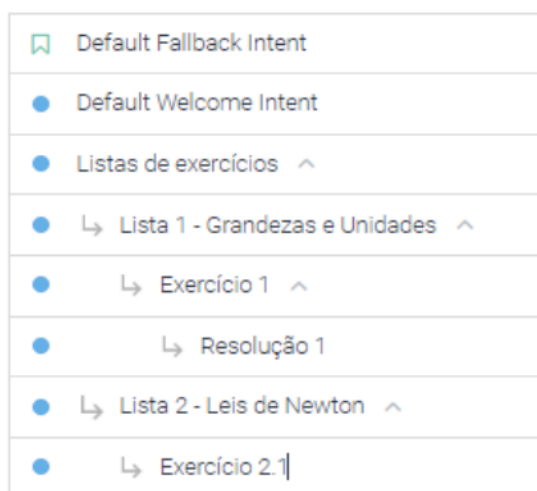 Default Fallback Intent
Default Welcome Intent
Listas de exercícios
Lista 1 - Grandezas e Unidades
Exercício 1
Resolução 1
Lista 2 - Leis de Newton
Exercício 2.1